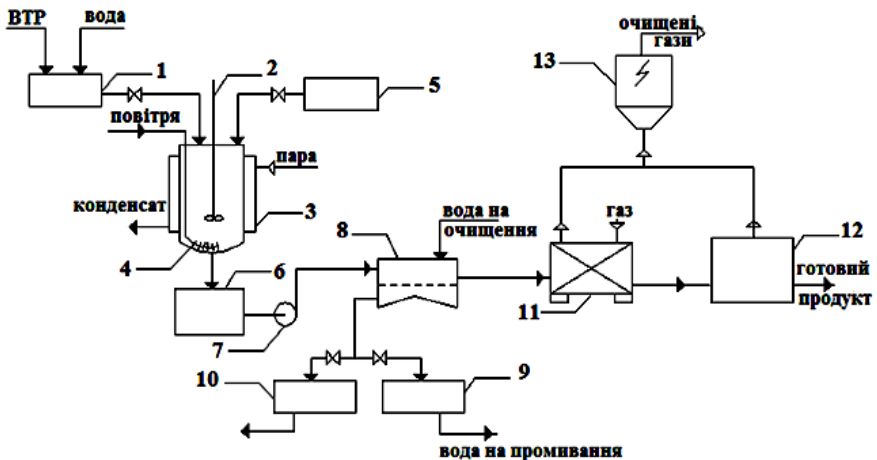 ВТР
вода
1
2
5
очищені
гази
13
повітря
пара
конденсат
3
4
6
7
8
вода на
очищення
газ
11
12
готовий
продукт
10
9
вода на промивання